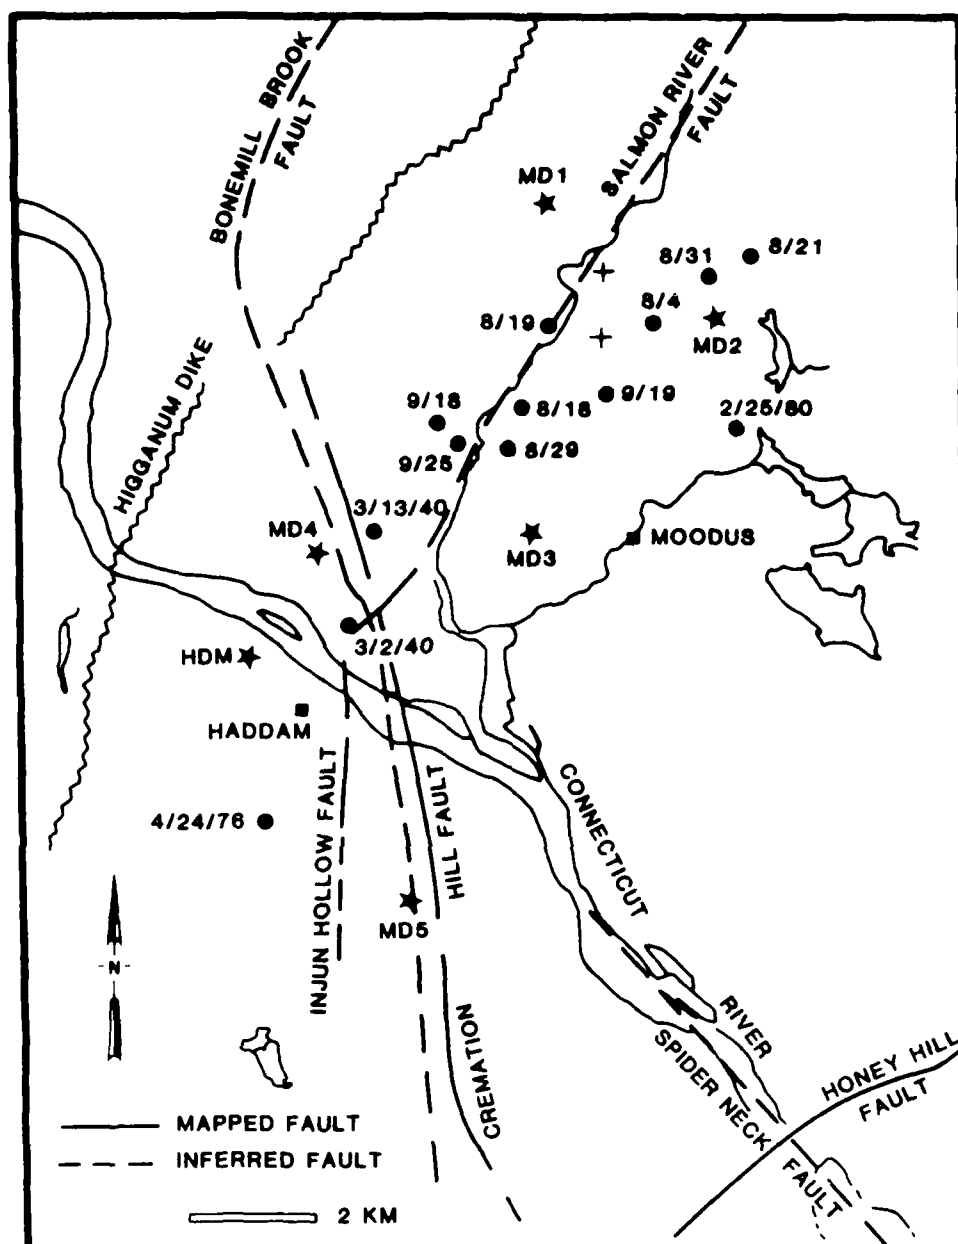 BONEMILL BROOK
FAULT
SALMON RIVER
FAULT
MD1
8/21
8/31
8/4
8/19
MD2
HIGGANUM DIKE
9/18
8/18
9/19
2/25/80
9/25
8/29
3/13/40
MD4
MD3
MOODUS
3/2/40
HDM
HADDAM
INJUN HOLLOW FAULT
HILL FAULT
CONNECTICUT
4/24/76
MD5
N
CREMATION
RIVER
SPIDER NECK
FAULT
HONEY HILL
FAULT
MAPPED FAULT
INFERRED FAULT
2 KM